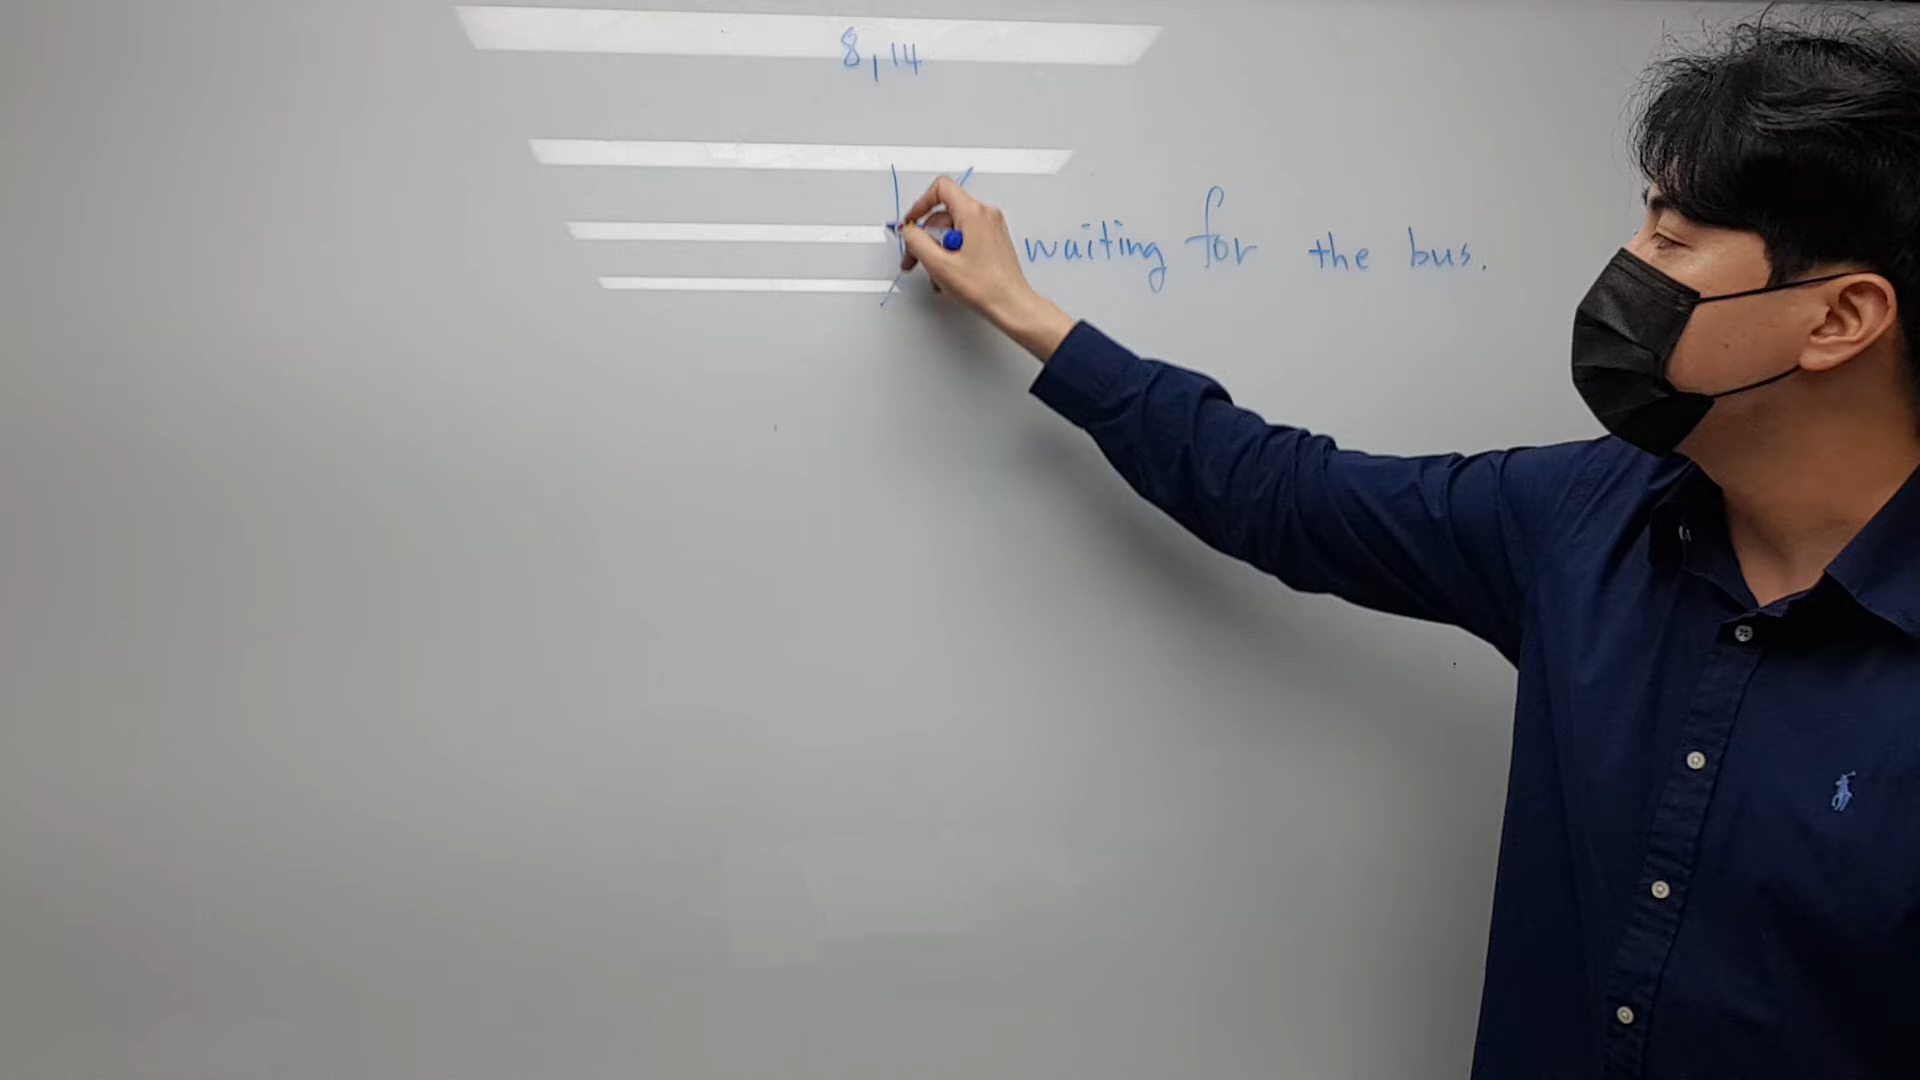 8,14
waiting for the bus.